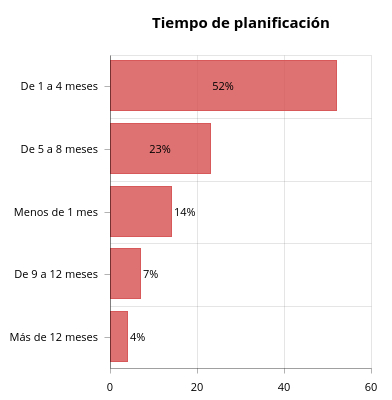 Tiempo de planificación
De 1 a 4 meses 52%
De 5 a 8 meses 23%
Menos de 1 mes 14%
De 9 a 12 meses 7%
Más de 12 meses 4%
0 20 40 60